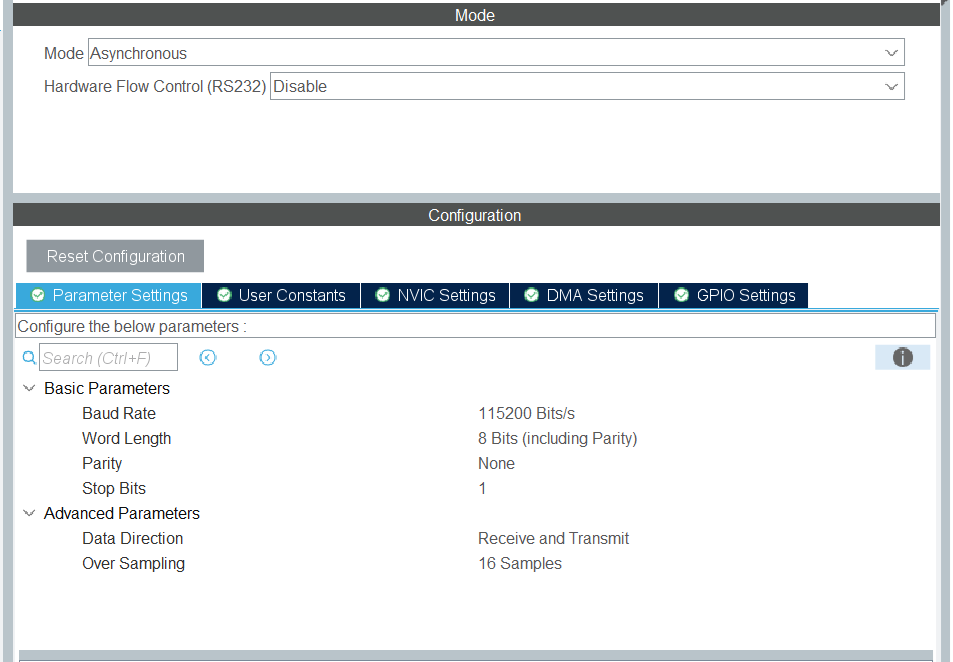 Mode
Mode Asynchronous
Hardware Flow Control (RS232) Disable
Configuration
Reset Configuration
Parameter Settings User Constants NVIC Settings DMA Settings GPIO Settings
Configure the below parameters :
Search (Ctrl+F)
Basic Parameters
Baud Rate 115200 Bits/s
Word Length 8 Bits (including Parity)
Parity None
Stop Bits 1
Advanced Parameters
Data Direction Receive and Transmit
Over Sampling 16 Samples